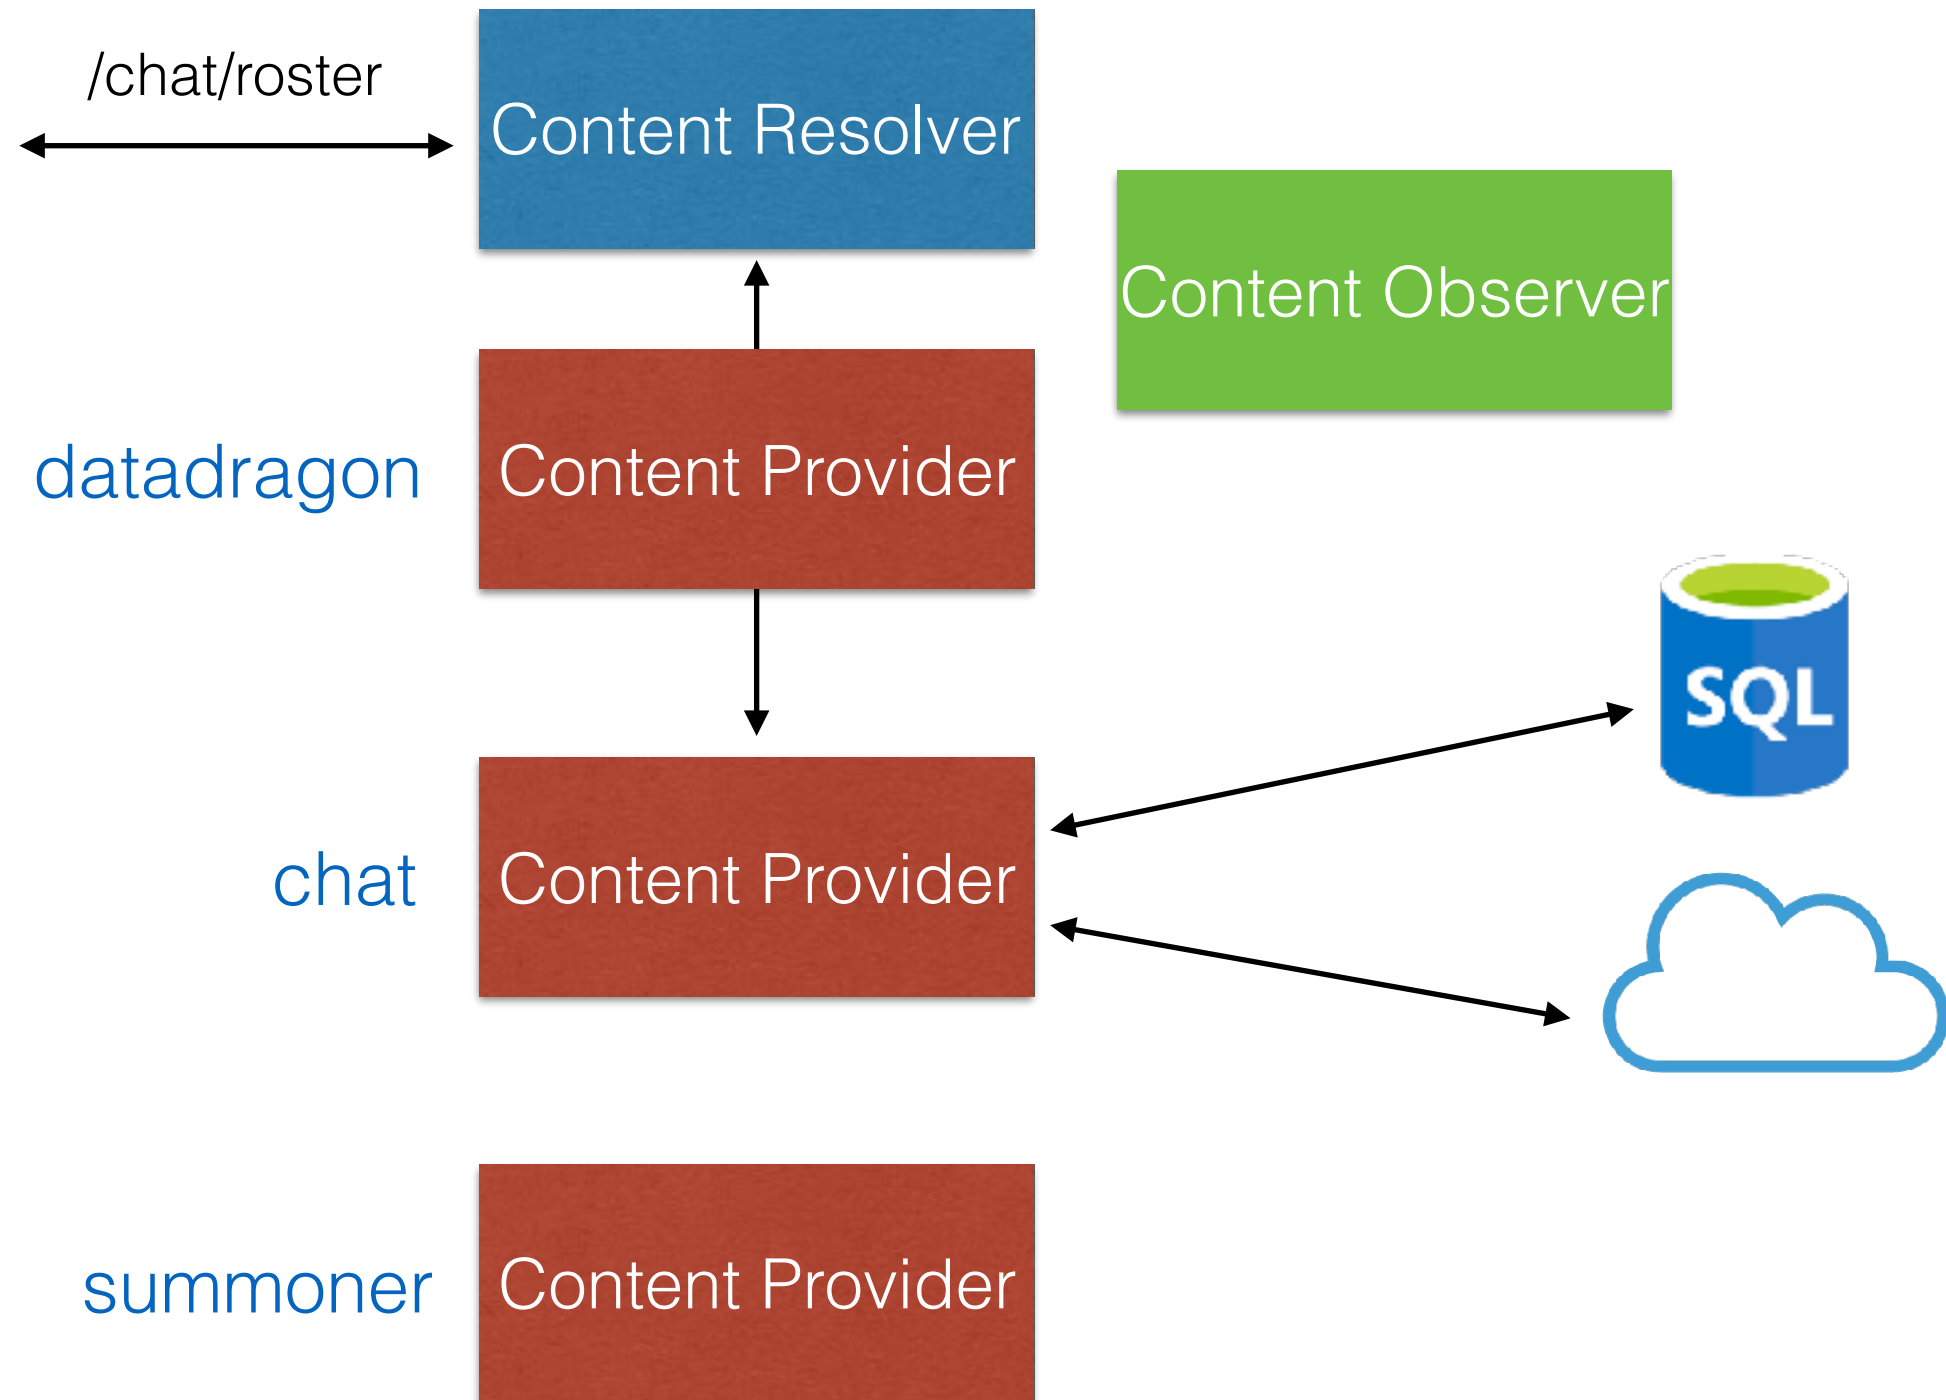 /chat/roster
Content Resolver
Content Observer
datadragon
Content Provider
SQL
chat
Content Provider
summoner
Content Provider